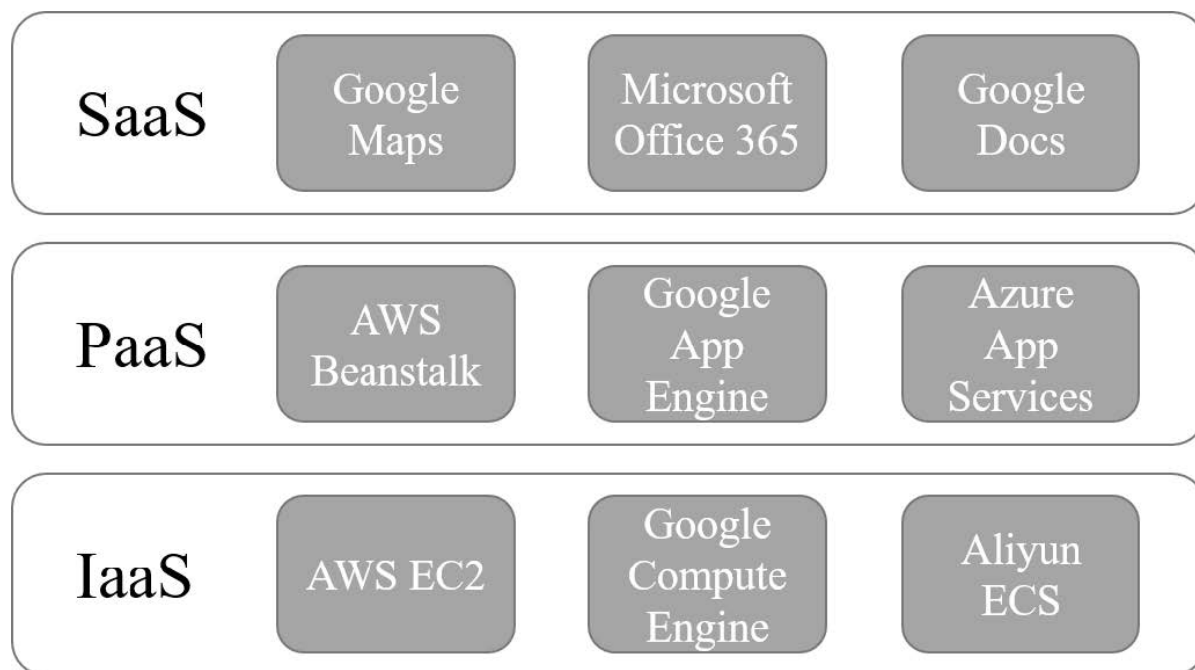 SaaS
Google
Maps
Microsoft
Office 365
Google
Docs
PaaS
AWS
Beanstalk
Google
App
Engine
Azure
App
Services
IaaS
AWS EC2
Google
Compute
Engine
Aliyun
ECS